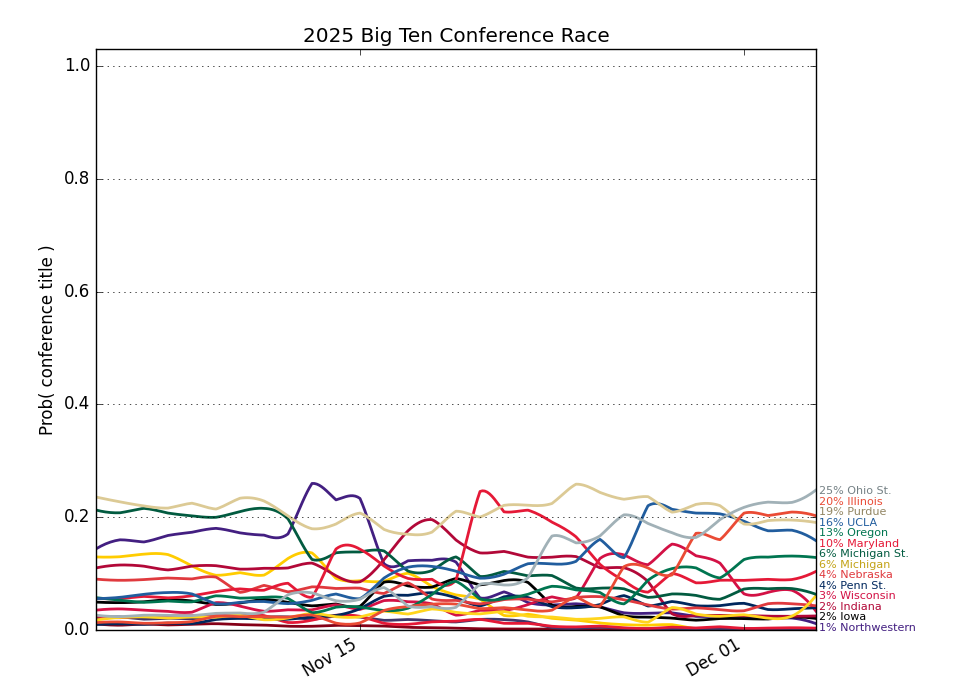 2025 Big Ten Conference Race
1.0
0.8
0.6
0.4
0.2
0.0
Prob( conference title )
Nov 15
Dec 01
25% Ohio St.
20% Illinois
19% Purdue
16% UCLA
13% Oregon
10% Maryland
6% Michigan St.
6% Michigan
4% Nebraska
4% Penn St.
3% Wisconsin
2% Indiana
2% Iowa
1% Northwestern